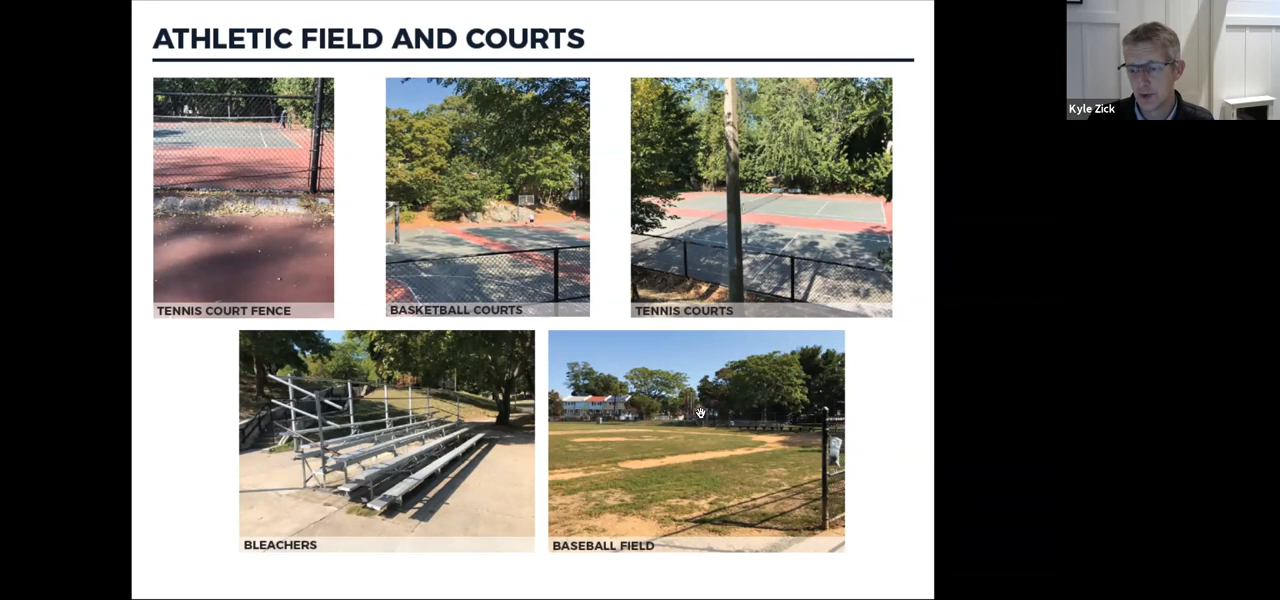 ATHLETIC FIELD AND COURTS
Kyle Zick
TENNIS COURT FENCE
BASKETBALL COURTS
TENNIS COURTS
BLEACHERS
BASEBALL FIELD